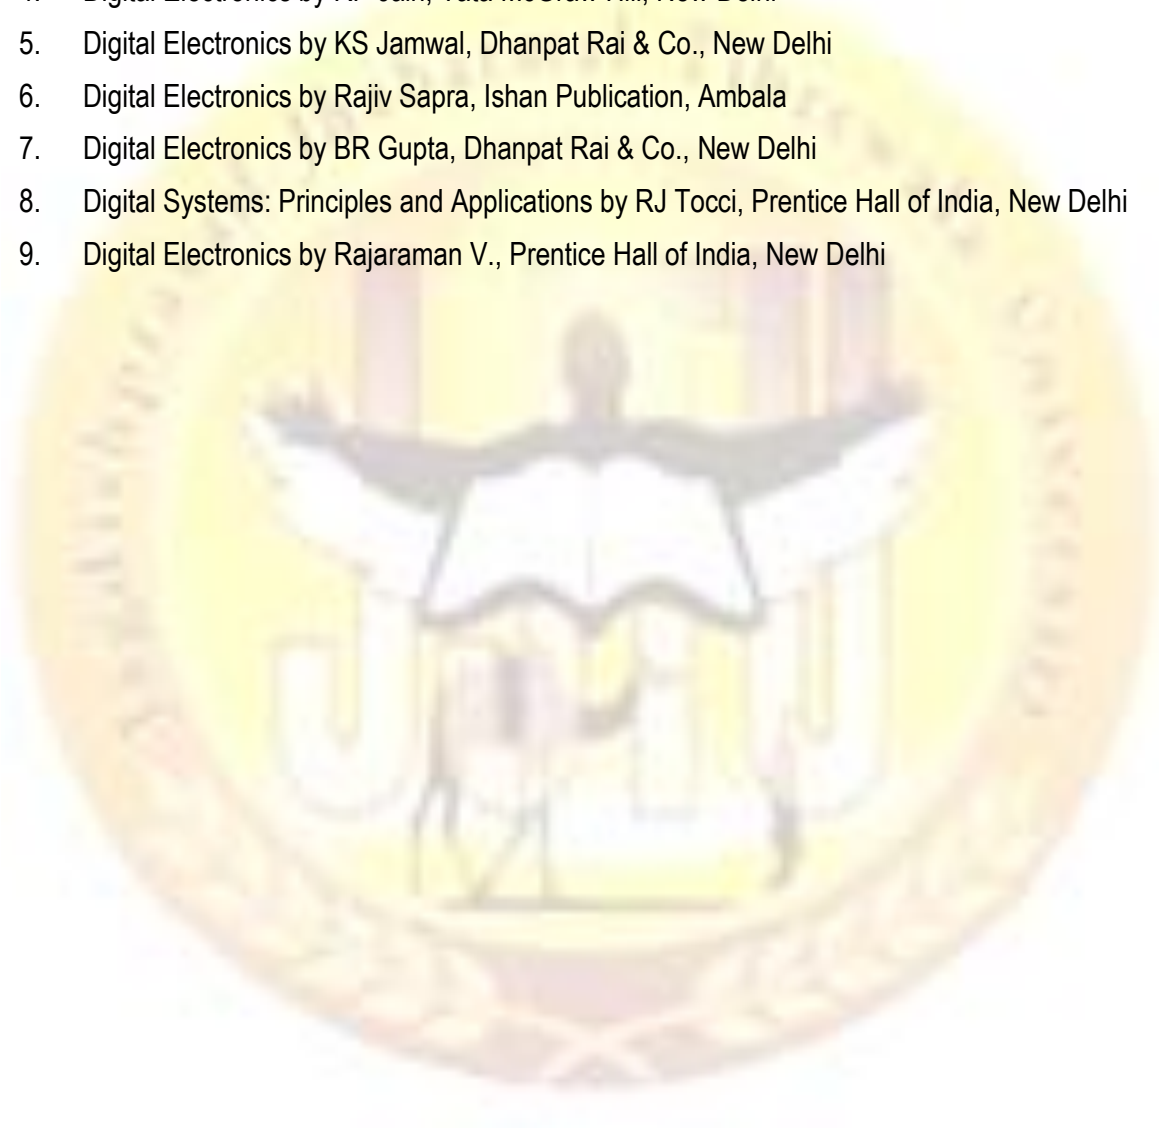 5. Digital Electronics by KS Jamwal, Dhanpat Rai & Co., New Delhi
6. Digital Electronics by Rajiv Sapra, Ishan Publication, Ambala
7. Digital Electronics by BR Gupta, Dhanpat Rai & Co., New Delhi
8. Digital Systems: Principles and Applications by RJ Tocci, Prentice Hall of India, New Delhi
9. Digital Electronics by Rajaraman V., Prentice Hall of India, New Delhi